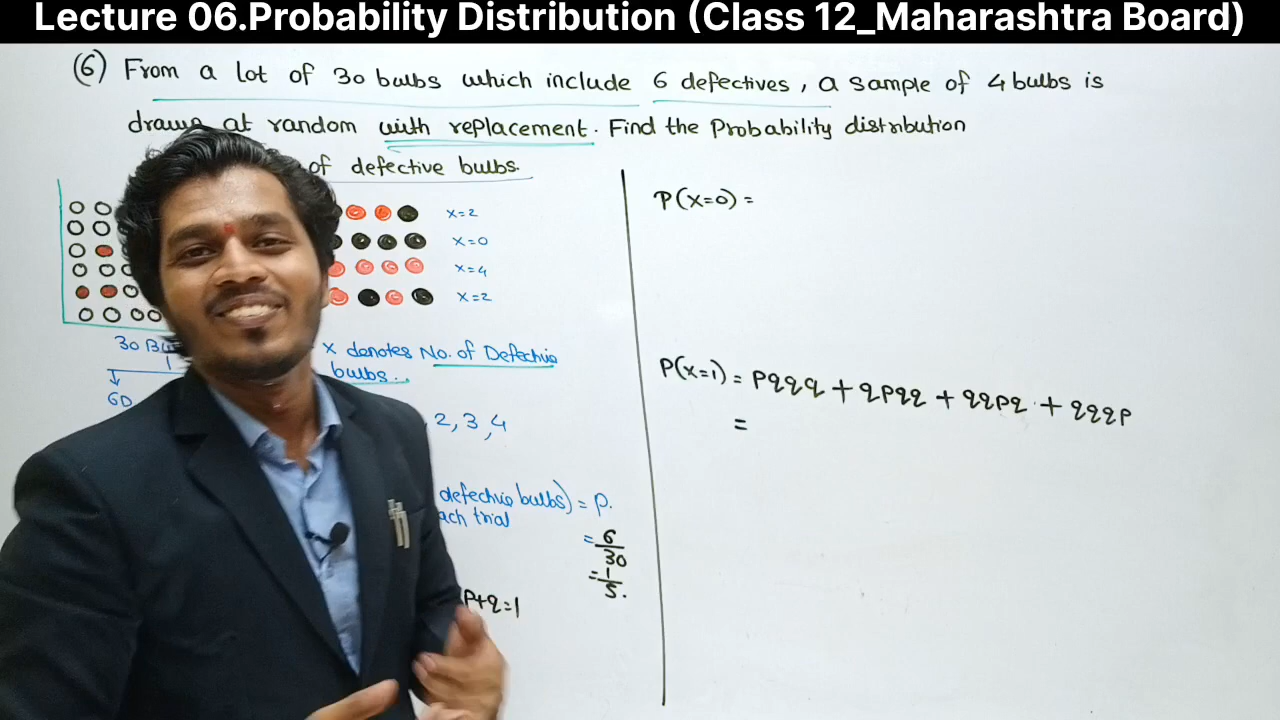 Lecture 06.Probability Distribution (Class 12_Maharashtra Board)
(6) From a lot of 30 bulbs which include 6 defectives, a sample of 4 bulbs is
drawn at random with replacement. Find the Probability distribution
of defective bulbs.
x=2
x=0
x=4
x=2
30
x denotes No. of Defective
bulbs..
2, 3, 4
defective bulbs) = p.
trial
= 6/30
= 1/5.
p+q=1
P(x=0) =
P(x=1) = pqqq + qpqq + qqpq + qqqp
=